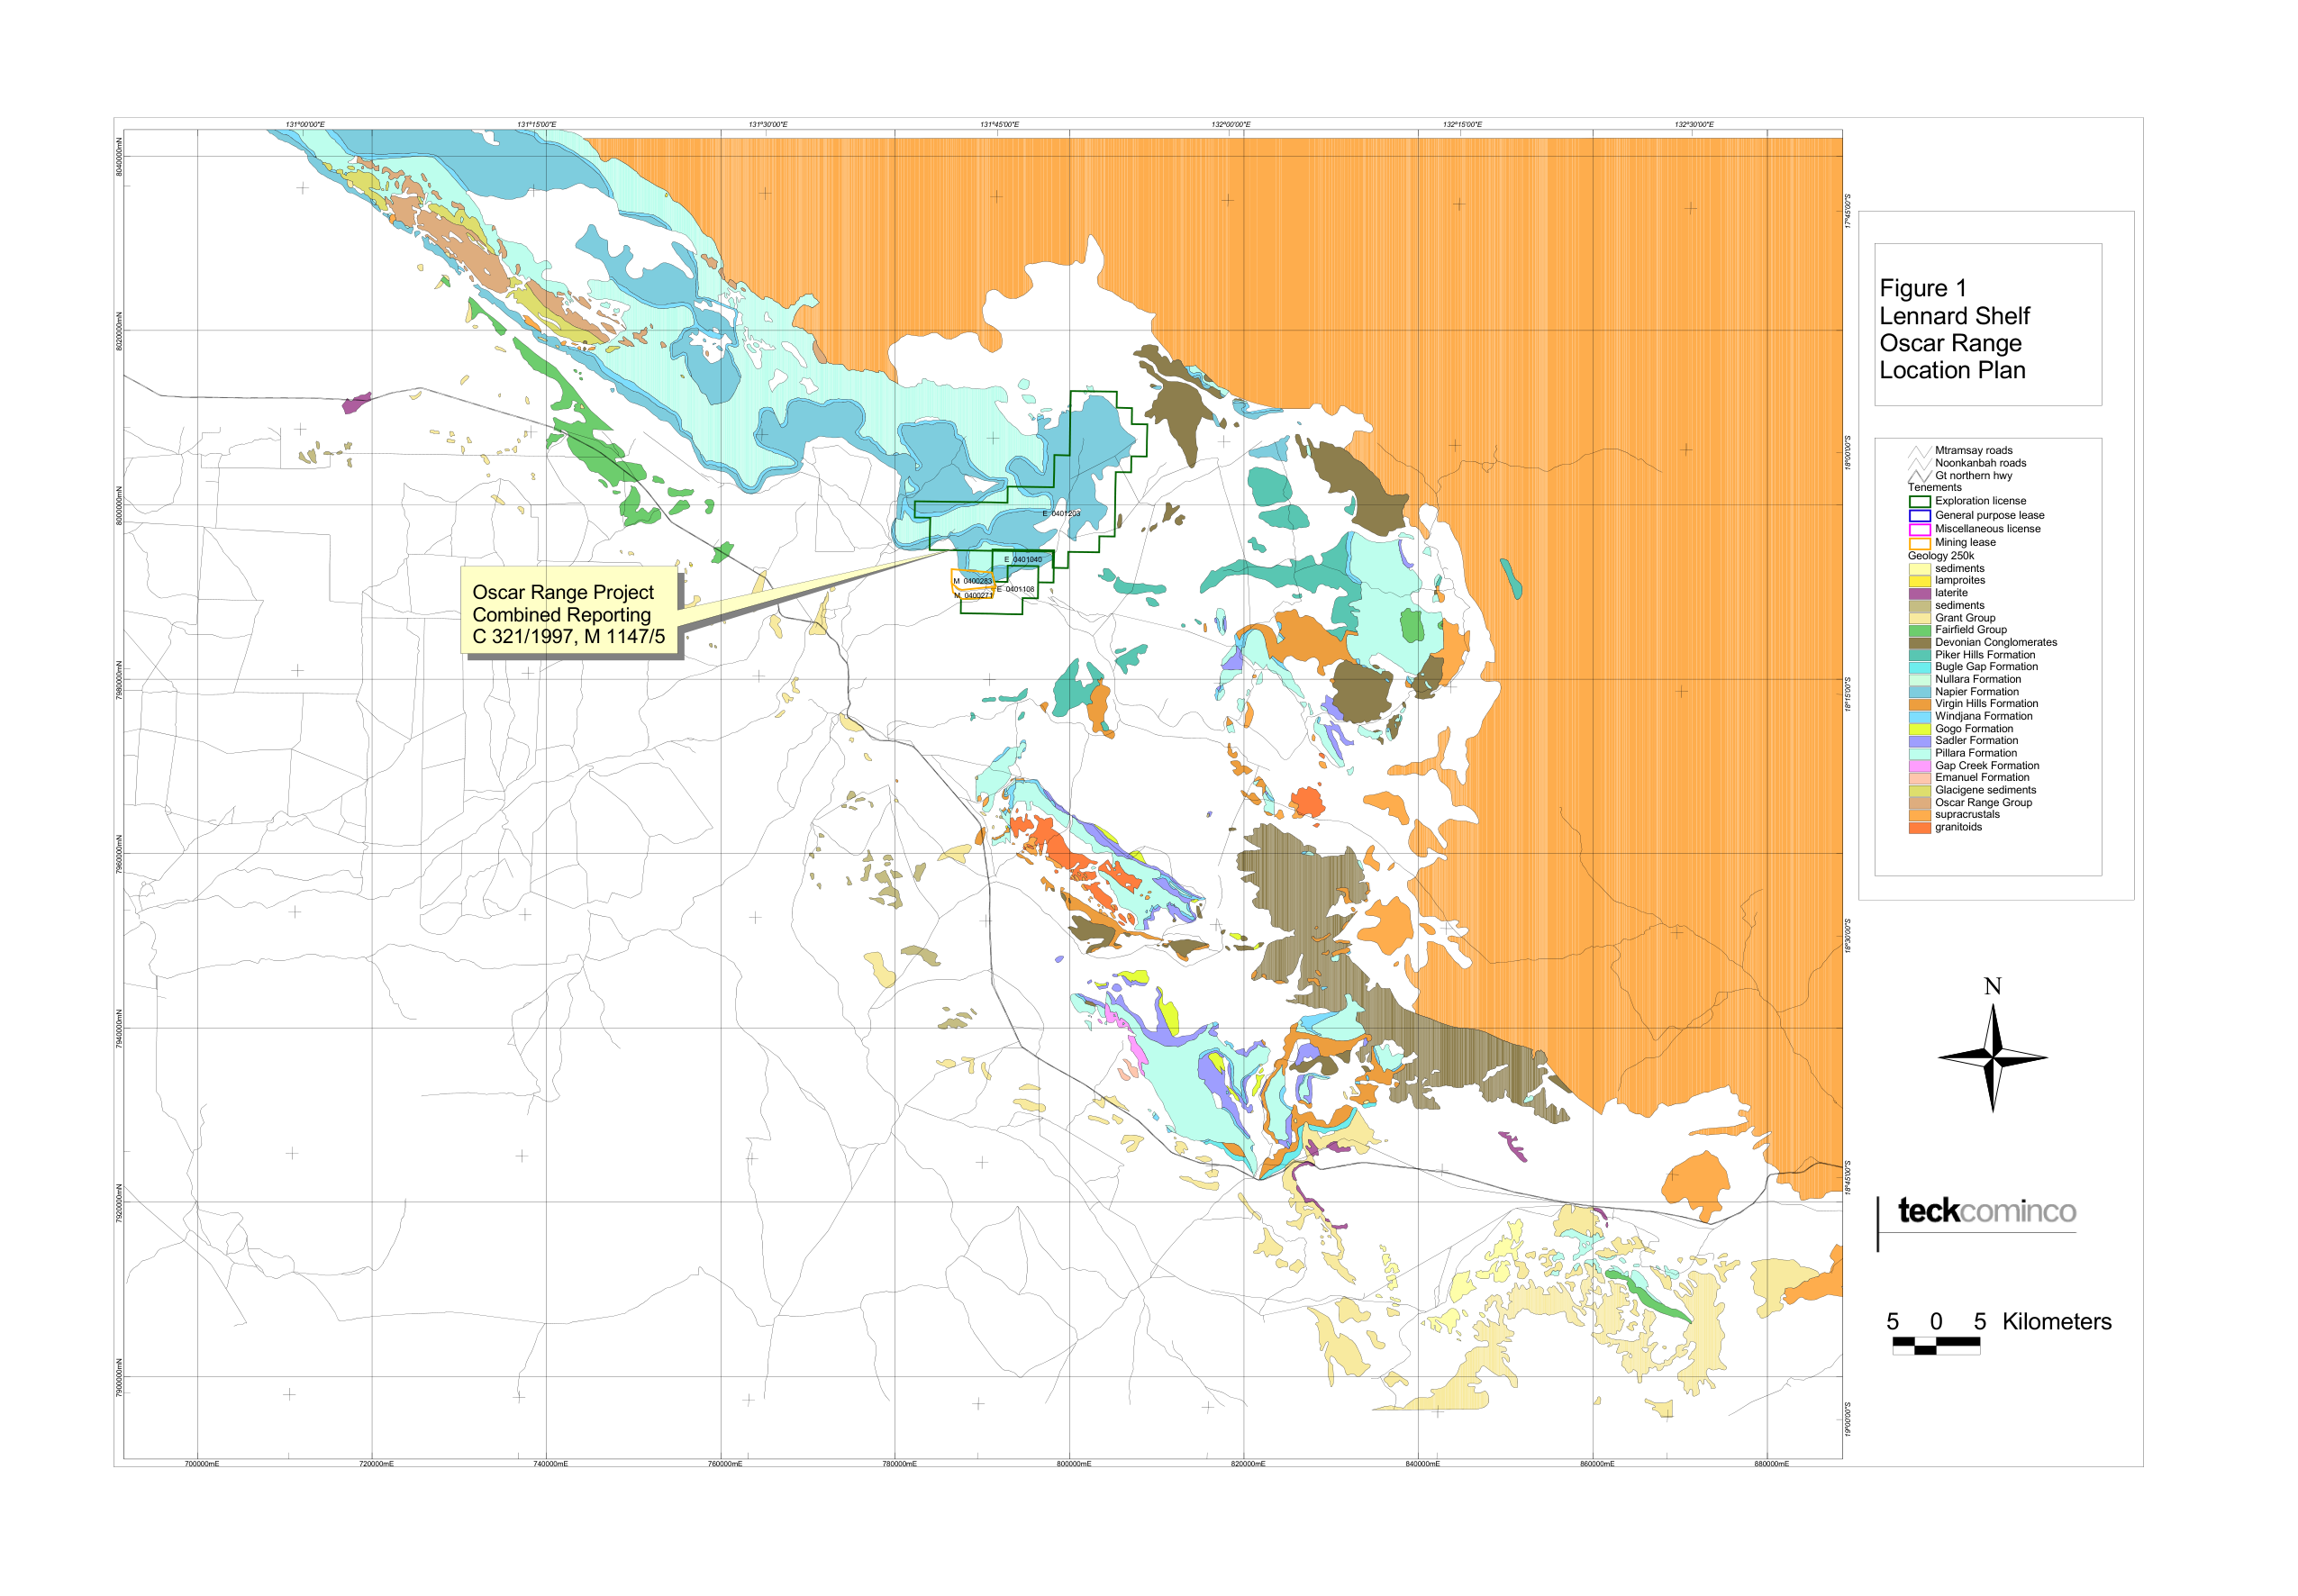 131°00'00"E 131°15'00"E 131°30'00"E 131°45'00"E 132°00'00"E 132°15'00"E 132°30'00"E
8040000mN
8020000mN
8000000mN
7980000mN
7960000mN
7940000mN
7920000mN
7900000mN
17°45'00"S
18°00'00"S
18°15'00"S
18°30'00"S
18°45'00"S
19°00'00"S
E 0401203
E 0401040
M 0400283
E 0401108
M 0400271
Oscar Range Project
Combined Reporting
C 321/1997, M 1147/5
700000mE 720000mE 740000mE 760000mE 780000mE 800000mE 820000mE 840000mE 860000mE 880000mE
Figure 1
Lennard Shelf
Oscar Range
Location Plan
Mtramsay roads
Noonkanbah roads
Gt northern hwy
Tenements
Exploration license
General purpose lease
Miscellaneous license
Mining lease
Geology 250k
sediments
lamproites
laterite
sediments
Grant Group
Fairfield Group
Devonian Conglomerates
Piker Hills Formation
Bugle Gap Formation
Nullara Formation
Napier Formation
Virgin Hills Formation
Windjana Formation
Gogo Formation
Sadler Formation
Pillara Formation
Gap Creek Formation
Emanuel Formation
Glacigene sediments
Oscar Range Group
supracrustals
granitoids
N
teckcominco
5 0 5 Kilometers